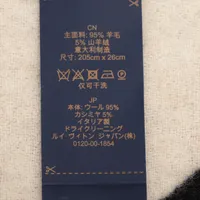 CN
面料: 95% 羊毛
5% 山羊绒
意大利制造
尺寸: 205cm x 26cm
仅可干洗
JP
本体: ウール 95%
カシミヤ 5%
イタリア製
ドライクリーニング
ルイ ヴィトン ジャパン(株)
0120-00-1854